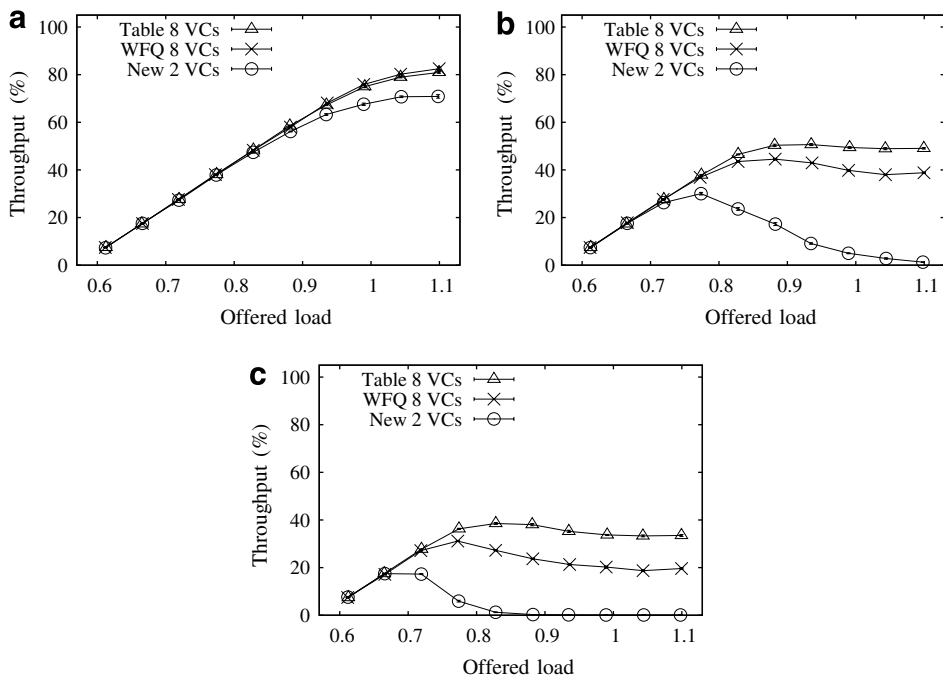 a
Table 8 VCs
WFQ 8 VCs
New 2 VCs
100
80
60
40
20
0
Throughput (%)
0.6 0.7 0.8 0.9 1 1.1
Offered load
b
Table 8 VCs
WFQ 8 VCs
New 2 VCs
100
80
60
40
20
0
Throughput (%)
0.6 0.7 0.8 0.9 1 1.1
Offered load
c
Table 8 VCs
WFQ 8 VCs
New 2 VCs
100
80
60
40
20
0
Throughput (%)
0.6 0.7 0.8 0.9 1 1.1
Offered load